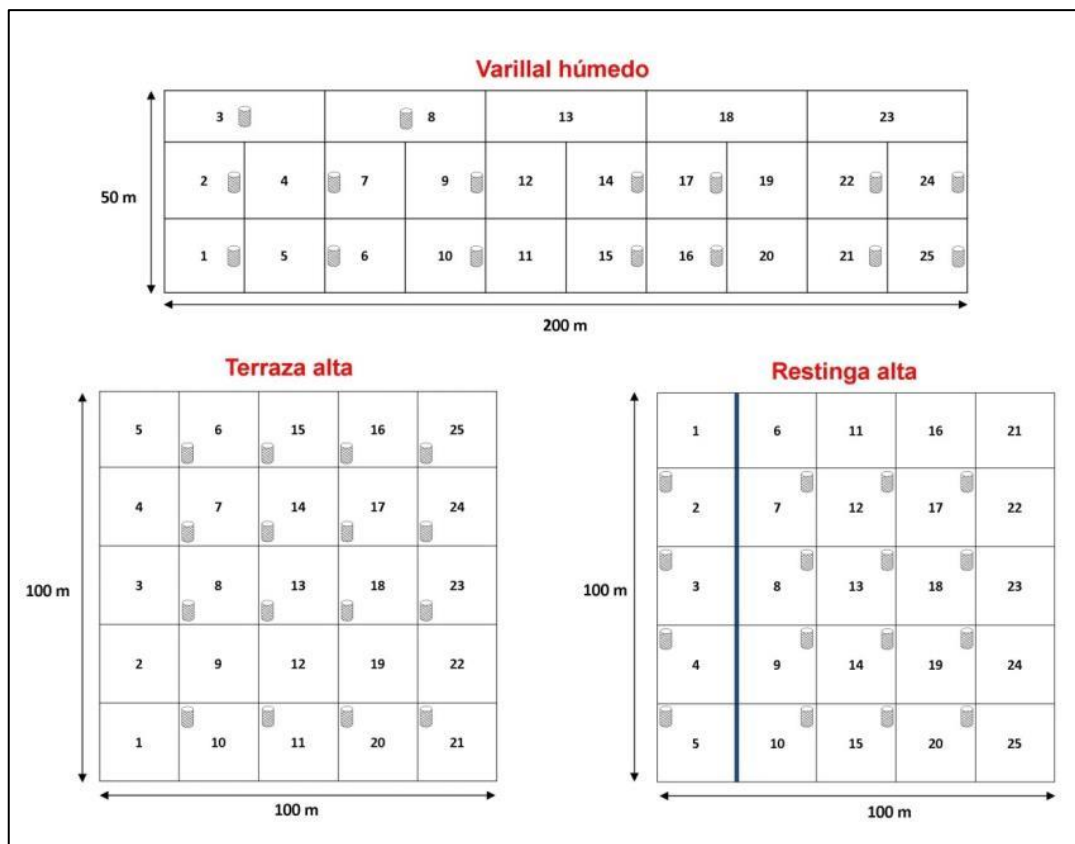 Varillal húmedo
3 8 13 18 23
50 m
2 4 7 9 12 14 17 19 22 24
1 5 6 10 11 15 16 20 21 25
200 m
Terraza alta
5 6 15 16 25
4 7 14 17 24
100 m
3 8 13 18 23
2 9 12 19 22
1 10 11 20 21
100 m
Restinga alta
1 6 11 16 21
2 7 12 17 22
100 m
3 8 13 18 23
4 9 14 19 24
5 10 15 20 25
100 m